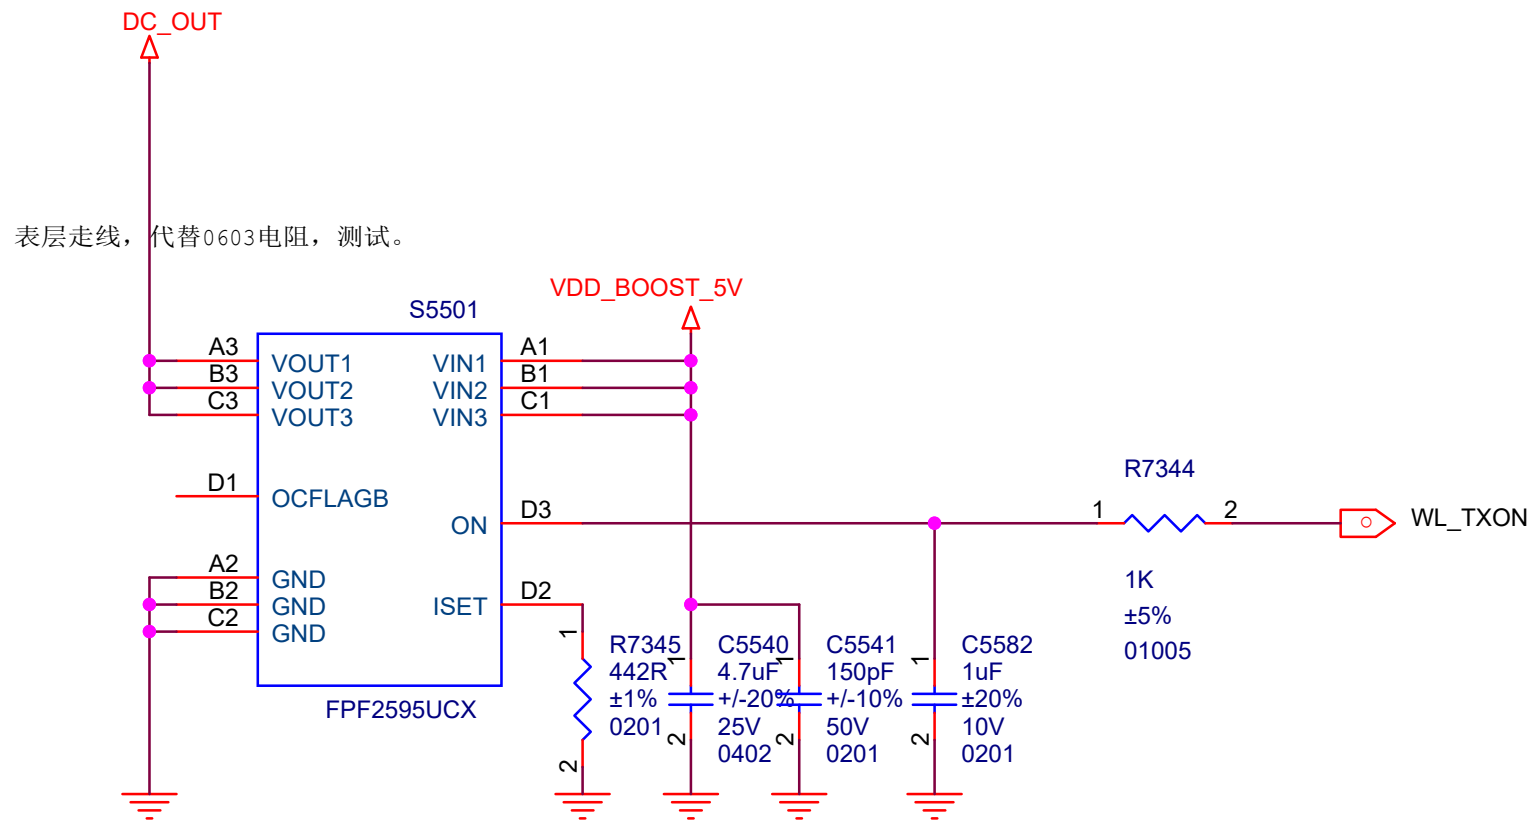 DC_OUT
表层走线，代替0603电阻，测试。
VDD_BOOST_5V
S5501
A3
VOUT1
VIN1
A1
B3
VOUT2
VIN2
B1
C3
VOUT3
VIN3
C1
D1
OCFLAGB
ON
D3
A2
GND
B2
GND
C2
GND
ISET
D2
FPF2595UCX
R7344
1
2
WL_TXON
1K
±5%
01005
1
R7345
442R
±1%
0201
2
1
C5540
4.7uF
+/-20%
25V
0402
2
1
C5541
150pF
+/-10%
50V
0201
2
1
C5582
1uF
±20%
10V
0201
2